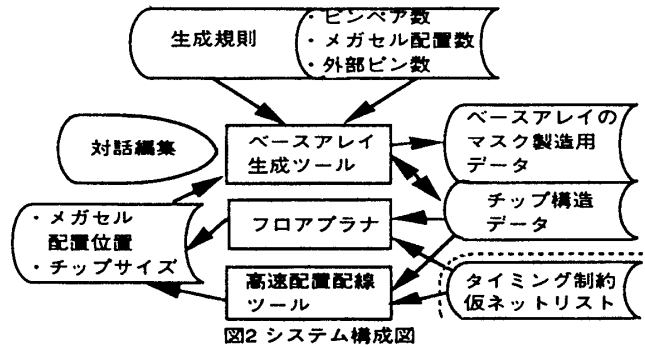 生成規則
・ピンペア数
・メガセル配置数
・外部ピン数
対話編集
ベースアレイ
生成ツール
ベースアレイの
マスク製造用
データ
チップ構造
データ
フロアプラナ
・メガセル
配置位置
・チップサイズ
高速配置配線
ツール
タイミング制約
仮ネットリスト
図2 システム構成図